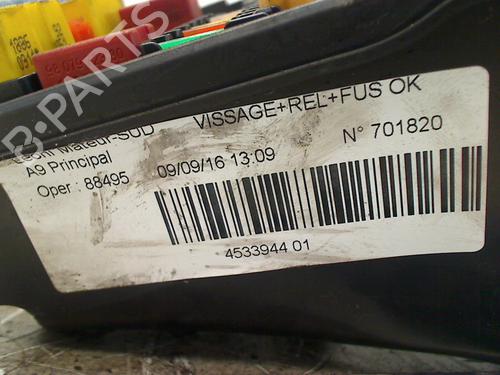 Mateur-SUD
VISSAGE+REL+FUS OK
A9 Principal
Oper : 88495
09/09/16 13:09
N° 701820
4533944 01
B-PARTS
1886